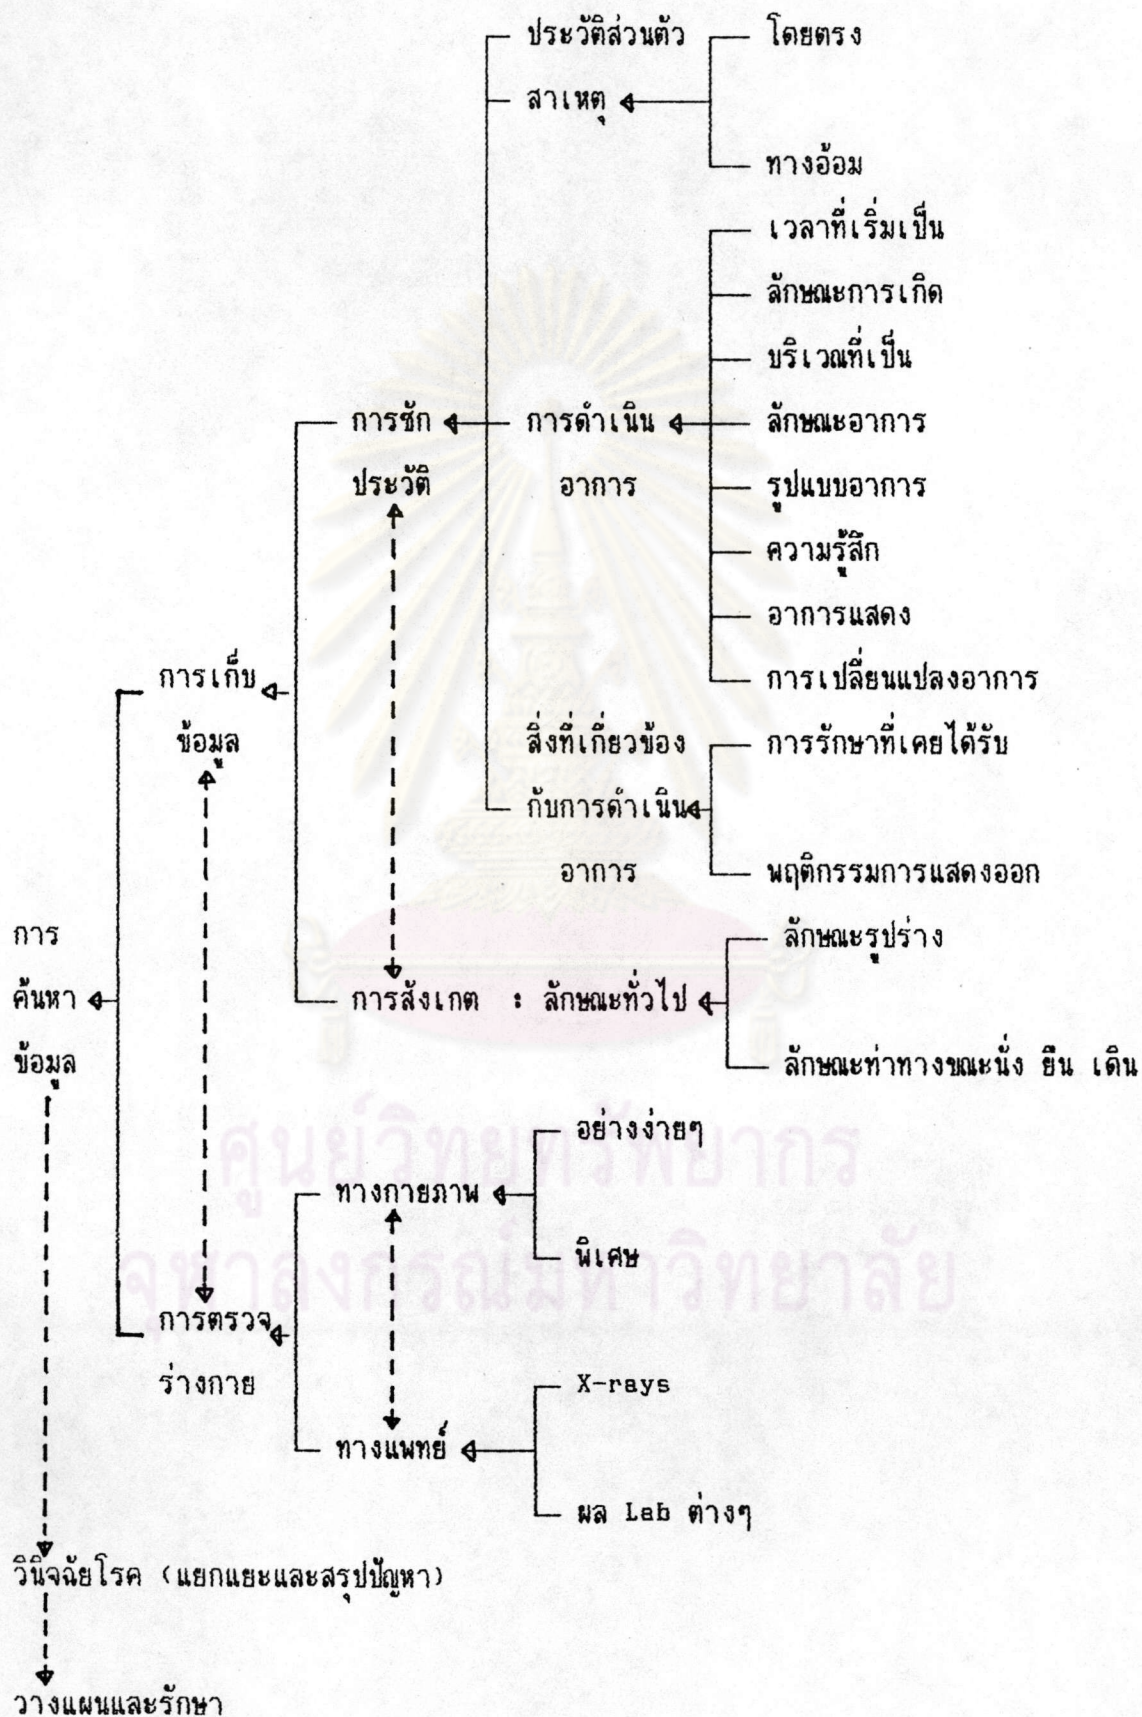 ประวัติส่วนตัว โดยตรง
สาเหตุ
ทางอ้อม
เวลาที่เริ่มเป็น
ลักษณะการเกิด
บริเวณที่เป็น
การซัก การดำเนิน ลักษณะอาการ
ประวัติ อาการ รูปแบบอาการ
ความรู้สึก
อาการแสดง
การเก็บ การเปลี่ยนแปลงอาการ
ข้อมูล สิ่งที่เกี่ยวข้อง การรักษาที่เคยได้รับ
กับการดำเนิน
อาการ พฤติกรรมการแสดงออก
การ ลักษณะรูปร่าง
ค้นหา การสังเกต : ลักษณะทั่วไป
ข้อมูล ลักษณะท่าทางขณะนั่ง ยืน เดิน
ศูนย์วิทยทรัพยากร
อย่างง่ายๆ
ทางกายภาพ
จุฬาลงกรณ์มหาวิทยาลัย
พิเศษ
การตรวจ
ร่างกาย X-rays
ทางแพทย์
ผล Lab ต่างๆ
วินิจฉัยโรค (แยกแยะและสรุปปัญหา)
วางแผนและรักษา